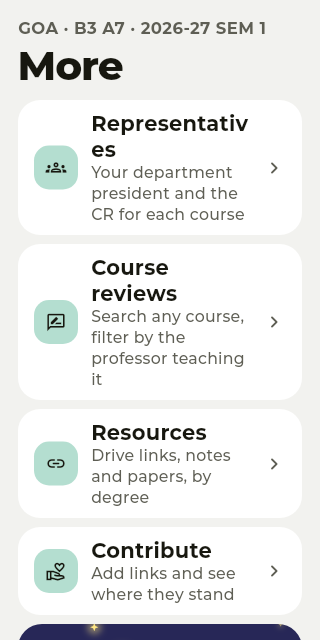 GOA · B3 A7 · 2026-27 SEM 1
More
Representativ
es
Your department
president and the
CR for each course
Course
reviews
Search any course,
filter by the
professor teaching
it
Resources
Drive links, notes
and papers, by
degree
Contribute
Add links and see
where they stand